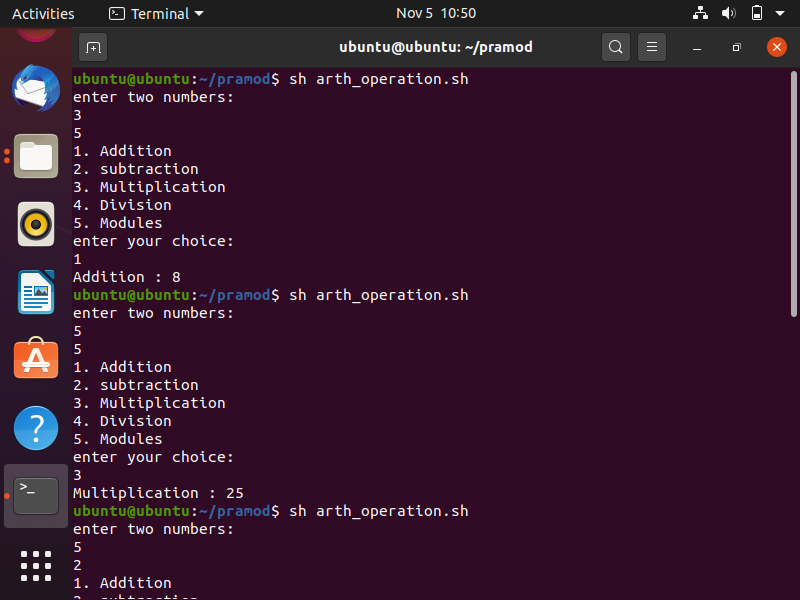 Activities
Terminal
Nov 5 10:50
ubuntu@ubuntu: ~/pramod
ubuntu@ubuntu:~/pramod$ sh arth_operation.sh
enter two numbers:
3
5
1. Addition
2. subtraction
3. Multiplication
4. Division
5. Modules
enter your choice:
1
Addition : 8
ubuntu@ubuntu:~/pramod$ sh arth_operation.sh
enter two numbers:
5
5
1. Addition
2. subtraction
3. Multiplication
4. Division
5. Modules
enter your choice:
3
Multiplication : 25
ubuntu@ubuntu:~/pramod$ sh arth_operation.sh
enter two numbers:
5
2
1. Addition
2. subtraction